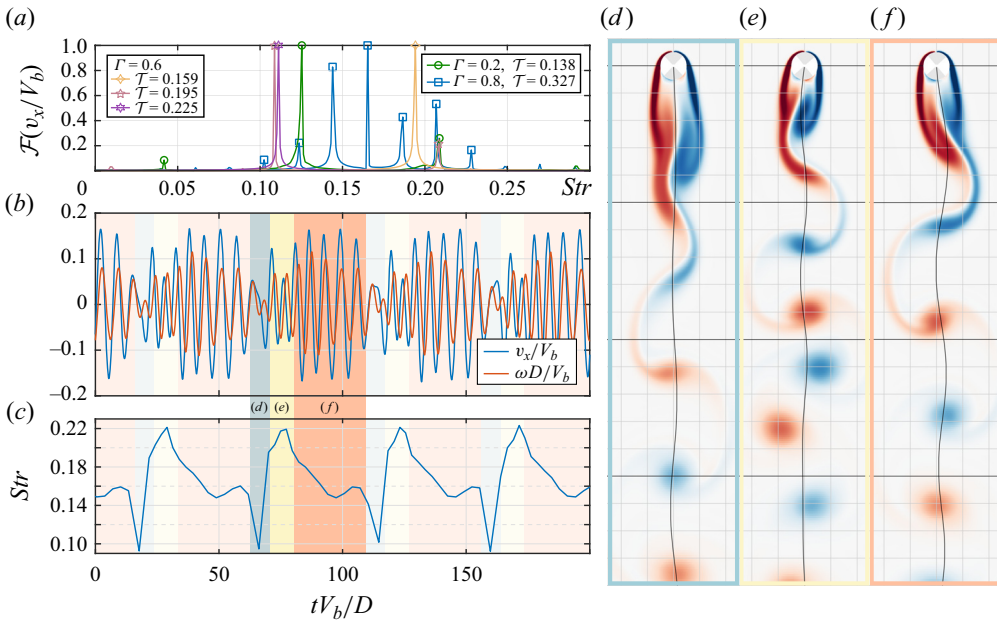 (a)
(d)
(e)
(f)
F(v_x/V_b)
1.0
0.8
0.6
0.4
0.2
0
Γ = 0.6
𝒯 = 0.159
𝒯 = 0.195
𝒯 = 0.225
Γ = 0.2, 𝒯 = 0.138
Γ = 0.8, 𝒯 = 0.327
0.05
0.10
0.15
0.20
0.25
Str
(b)
0.2
0.1
0
−0.1
−0.2
v_x/V_b
ωD/V_b
(d)
(e)
(f)
(c)
Str
0.22
0.18
0.14
0.10
0
50
100
150
tV_b/D